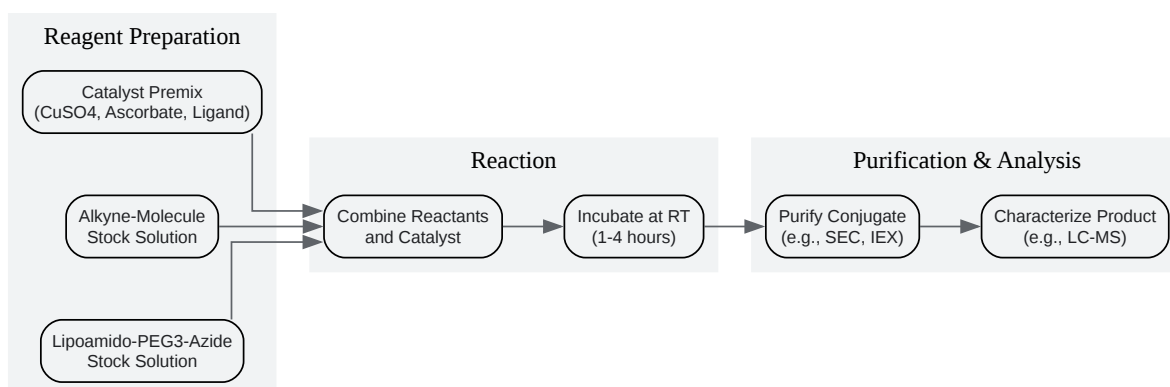 Reagent Preparation
Catalyst Premix
(CuSO4, Ascorbate, Ligand)
Alkyne-Molecule
Stock Solution
Lipoamido-PEG3-Azide
Stock Solution
Reaction
Combine Reactants
and Catalyst
Incubate at RT
(1-4 hours)
Purification & Analysis
Purify Conjugate
(e.g., SEC, IEX)
Characterize Product
(e.g., LC-MS)